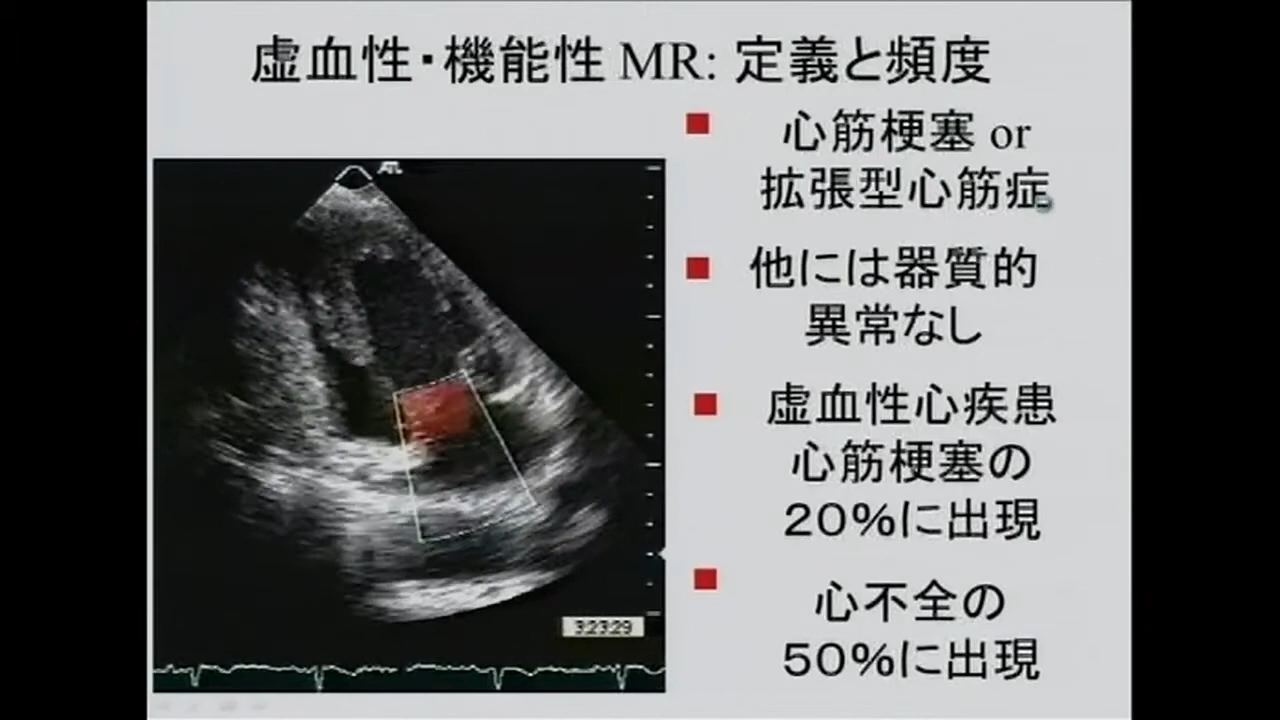 虚血性・機能性 MR: 定義と頻度
心筋梗塞 or
拡張型心筋症
他には器質的
異常なし
虚血性心疾患
心筋梗塞の
20%に出現
心不全の
50%に出現
3:23:29